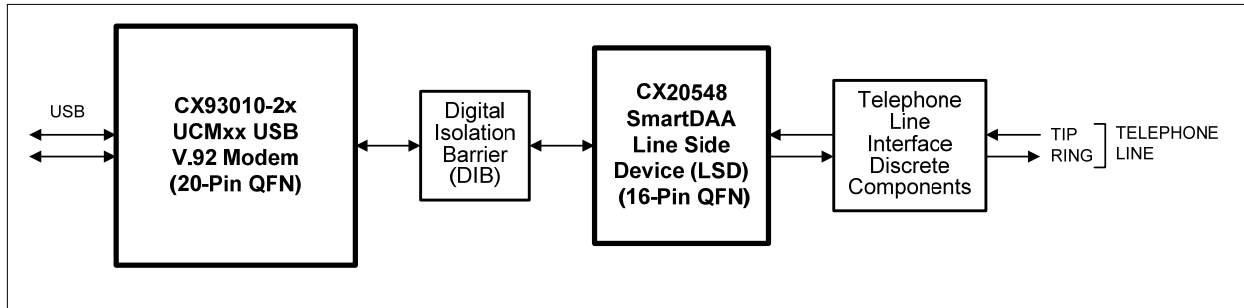 USB
CX93010-2x
UCMxx USB
V.92 Modem
(20-Pin QFN)
Digital
Isolation
Barrier
(DIB)
CX20548
SmartDAA
Line Side
Device (LSD)
(16-Pin QFN)
Telephone
Line
Interface
Discrete
Components
TIP
RING
TELEPHONE
LINE